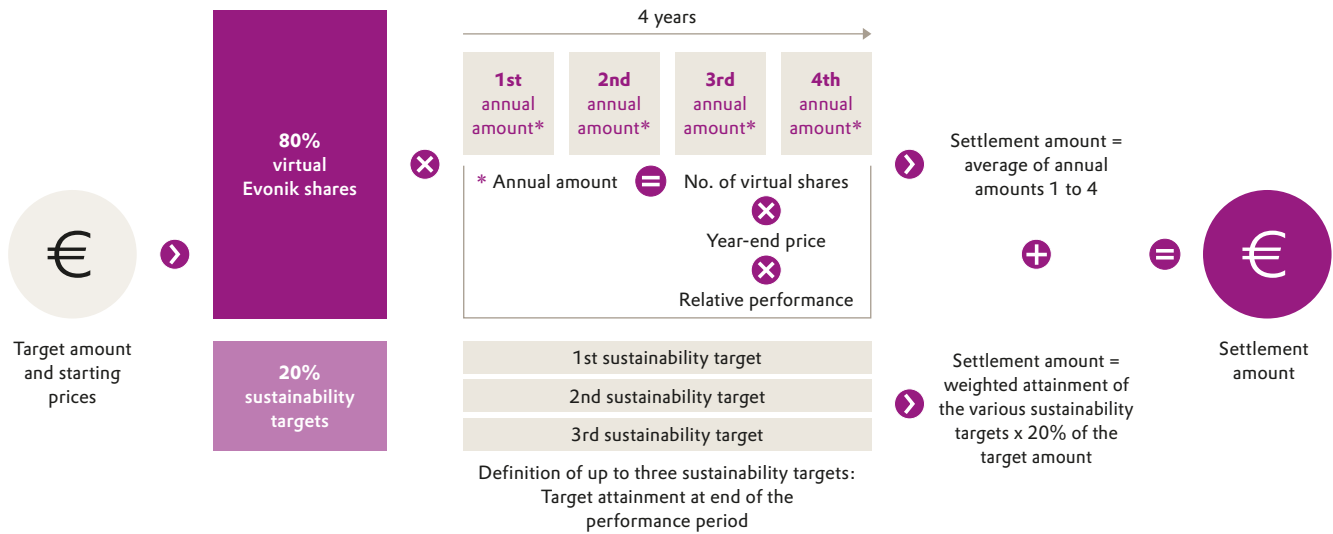 4 years
€
Target amount
and starting
prices
80%
virtual
Evonik shares
20%
sustainability
targets
1st
annual
amount*
2nd
annual
amount*
3rd
annual
amount*
4th
annual
amount*
* Annual amount = No. of virtual shares
×
Year-end price
×
Relative performance
1st sustainability target
2nd sustainability target
3rd sustainability target
Definition of up to three sustainability targets:
Target attainment at end of the
performance period
Settlement amount =
average of annual
amounts 1 to 4
+
Settlement amount =
weighted attainment of
the various sustainability
targets x 20% of the
target amount
=
€
Settlement
amount